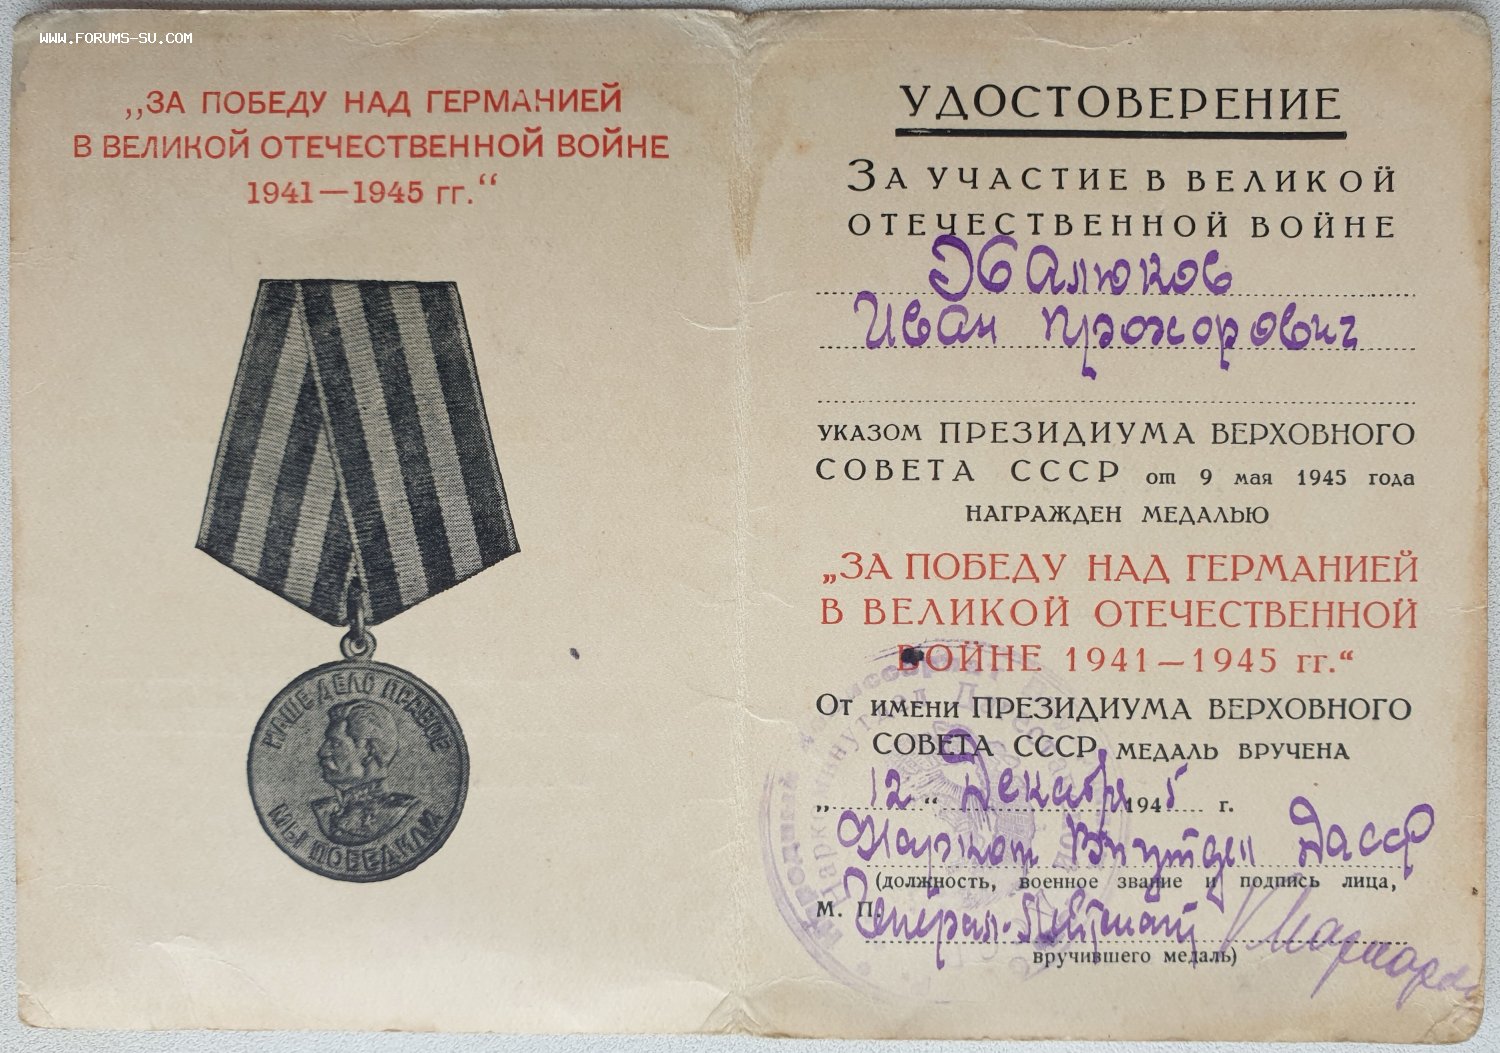 WWW.FORUMS-SU.COM
„ЗА ПОБЕДУ НАД ГЕРМАНИЕЙ
В ВЕЛИКОЙ ОТЕЧЕСТВЕННОЙ ВОЙНЕ
1941—1945 гг.“
НАШЕ ДЕЛО ПРАВОЕ
МЫ ПОБЕДИЛИ
УДОСТОВЕРЕНИЕ
ЗА УЧАСТИЕ В ВЕЛИКОЙ
ОТЕЧЕСТВЕННОЙ ВОЙНЕ
Иван Прохорович
УКАЗОМ ПРЕЗИДИУМА ВЕРХОВНОГО
СОВЕТА СССР от 9 мая 1945 года
НАГРАЖДЕН МЕДАЛЬЮ
„ЗА ПОБЕДУ НАД ГЕРМАНИЕЙ
В ВЕЛИКОЙ ОТЕЧЕСТВЕННОЙ
ВОЙНЕ 1941—1945 гг.“
От имени ПРЕЗИДИУМА ВЕРХОВНОГО
СОВЕТА СССР МЕДАЛЬ ВРУЧЕНА
„12“ Декабря 1945 г.
Нарком Внутдел ДАССР
(должность, военное звание и подпись лица,
М. П. Генерал-Лейтнант
вручившего медаль)